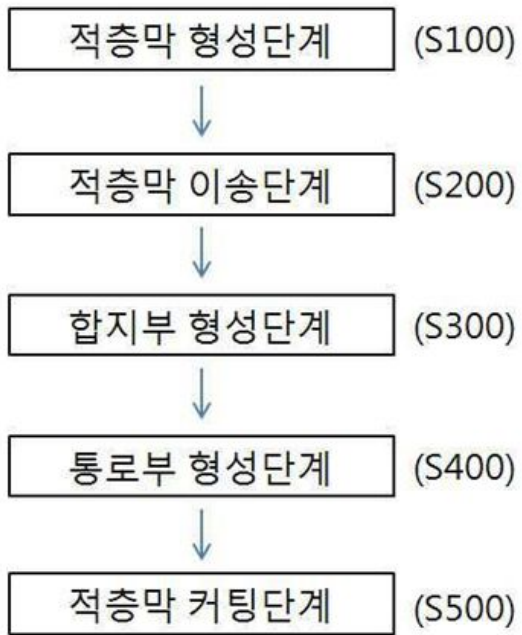 적층막 형성단계 (S100)
적층막 이송단계 (S200)
합지부 형성단계 (S300)
통로부 형성단계 (S400)
적층막 커팅단계 (S500)